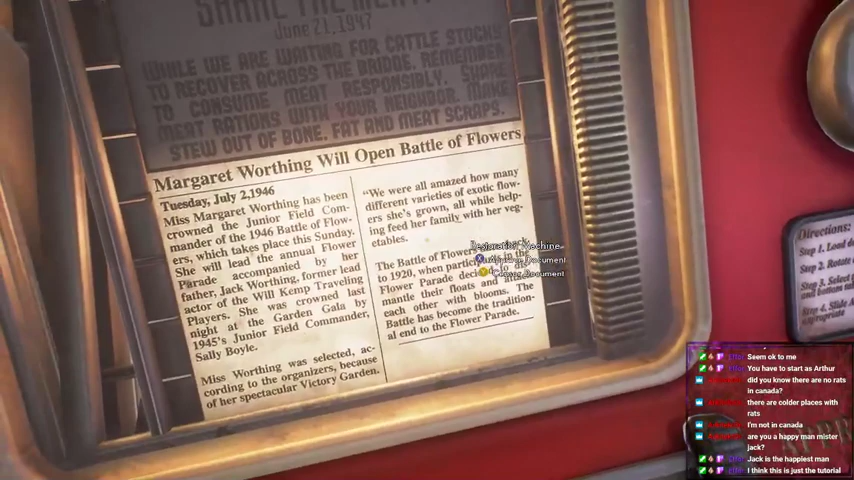 SHARE THE MEAT!
June 21, 1947
WHILE WE ARE WAITING FOR CATTLE STOCKS
TO RECOVER ACROSS THE BRIDGE, REMEMBER
TO CONSUME MEAT RESPONSIBLY. SHARE
MEAT RATIONS WITH YOUR NEIGHBOR. MAKE
STEW OUT OF BONE, FAT AND MEAT SCRAPS.
Margaret Worthing Will Open Battle of Flowers
Tuesday, July 2,1946
Miss Margaret Worthing has been
crowned the Junior Field Com-
mander of the 1946 Battle of Flow-
ers, which takes place this Sunday.
She will lead the annual Flower
Parade accompanied by her
father, Jack Worthing, former lead
actor of the Will Kemp Traveling
Players. She was crowned last
night at the Garden Gala by
1945's Junior Field Commander,
Sally Boyle.
Miss Worthing was selected, ac-
cording to the organizers, because
of her spectacular Victory Garden.
"We were all amazed how many
different varieties of exotic flow-
ers she's grown, all while help-
ing feed her family with her veg-
etables.
The Battle of Flowers
to 1920, when in the
Flower Parade
mantle their floats and
each other with blooms. The
Battle has become the tradition-
al end to the Flower Parade.
Restoration Machine
X Approve Document
Y Censor Document
Directions:
Step 1. Load
Step 2. Rotate
Step 3. Select
and bottom
Step 4. Slide
appropriate
Seem ok to me
You have to start as Arthur
did you know there are no rats
in canada?
there are colder places with
rats
I'm not in canada
are you a happy man mister
jack?
Jack is the happiest man
I think this is just the tutorial